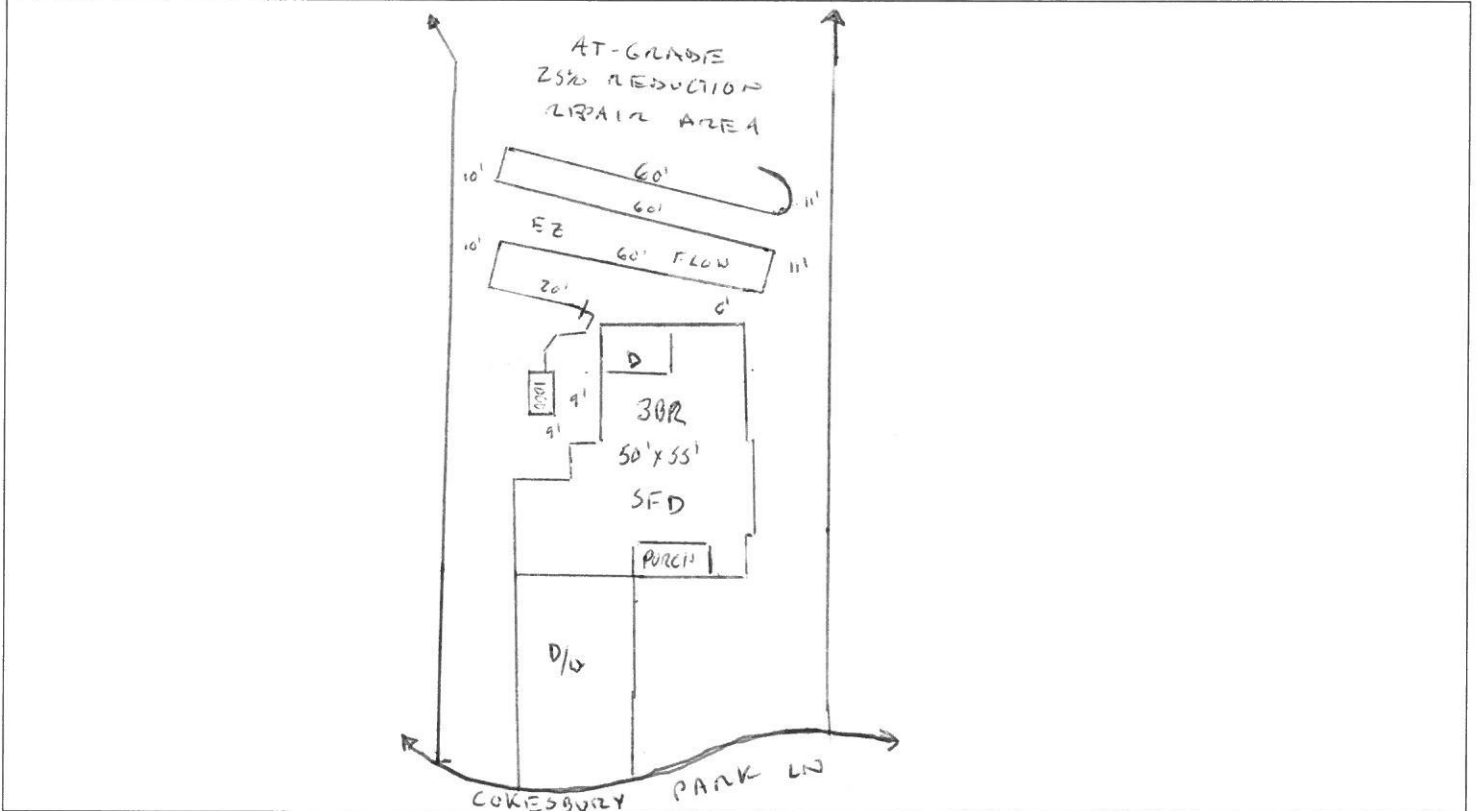 AT-GRADE
25% REDUCTION
REPAIR AREA
60'
10'
11'
60'
EZ
10'
60' FLOW
11'
20'
6'
D
1000
9'
3BR
9'
50' x 55'
SFD
PORCH
D/W
COKESBURY PARK LN